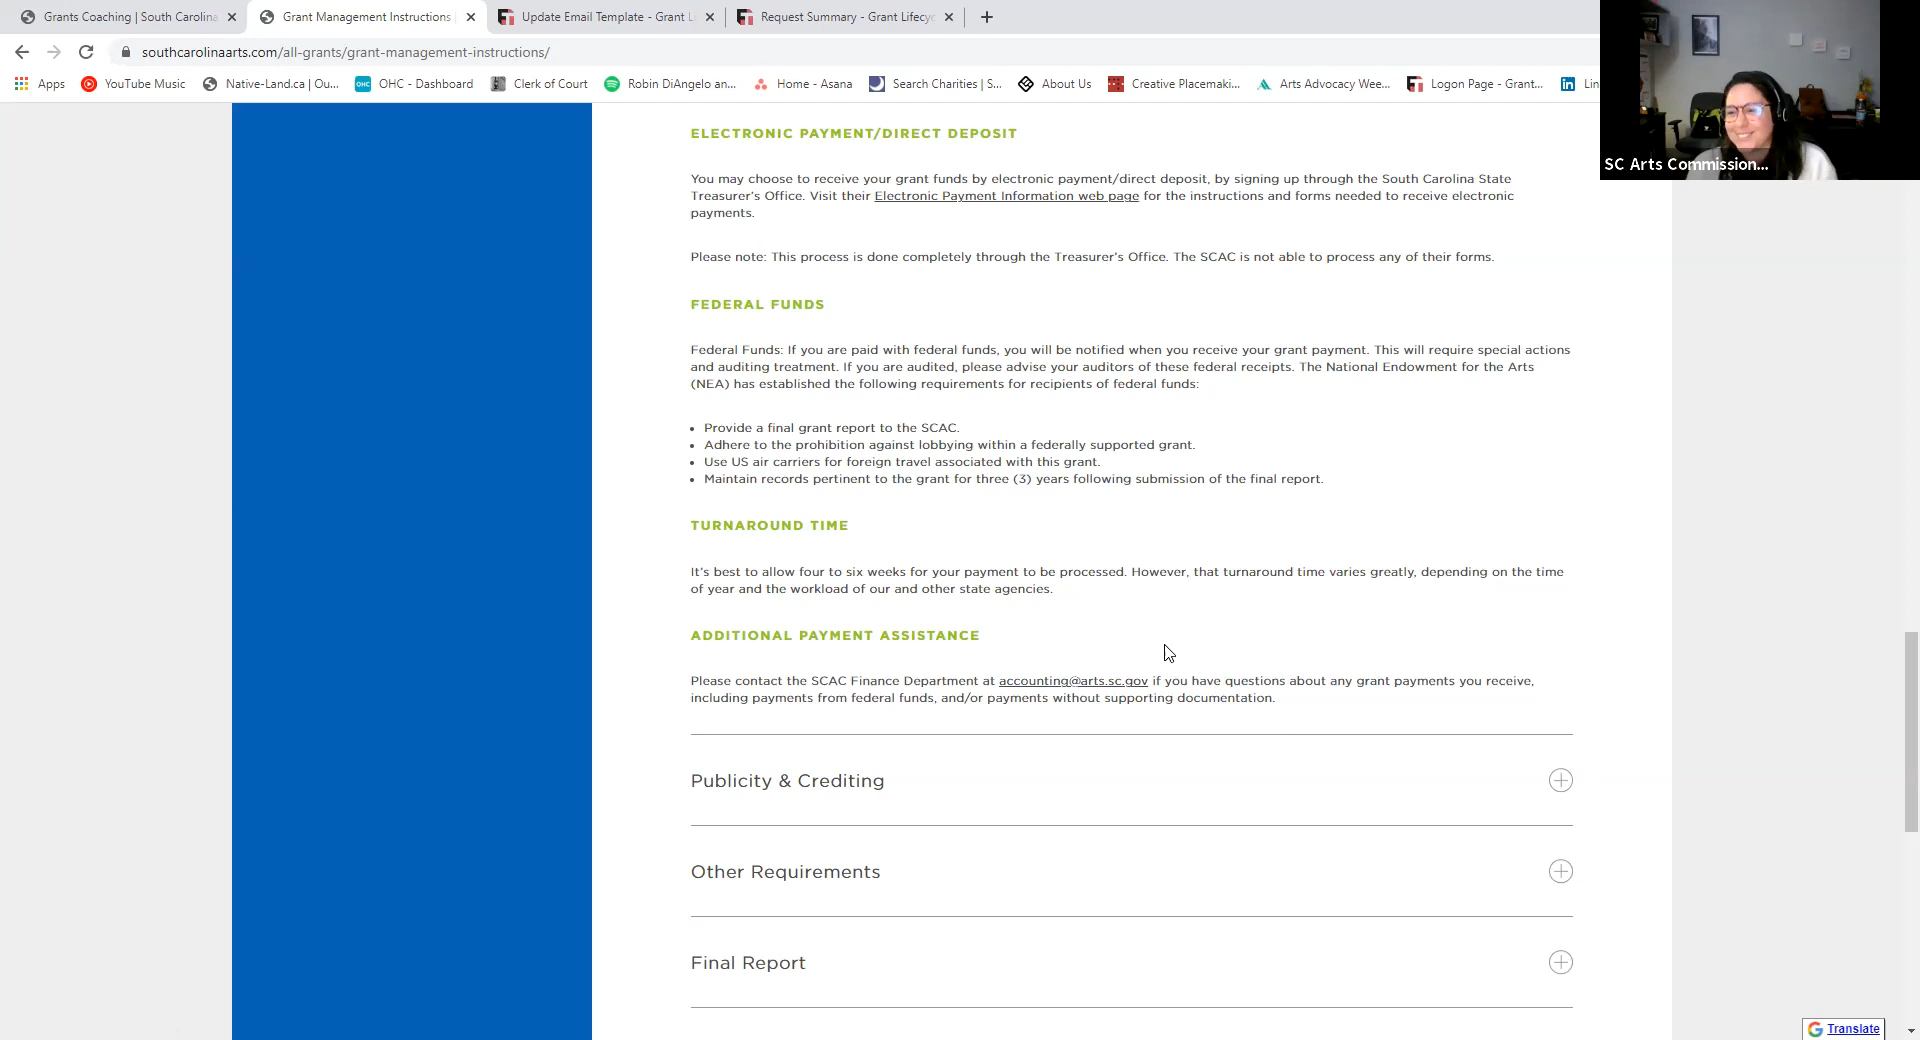 Grants Coaching | South Carolina
Grant Management Instructions
Update Email Template - Grant L
Request Summary - Grant Lifecyc
southcarolinaarts.com/all-grants/grant-management-instructions/
Apps
YouTube Music
Native-Land.ca | Ou...
OHC - Dashboard
Clerk of Court
Robin DiAngelo an...
Home - Asana
Search Charities | S...
About Us
Creative Placemaki...
Arts Advocacy Wee...
Logon Page - Grant...
Lin
SC Arts Commission...
ELECTRONIC PAYMENT/DIRECT DEPOSIT
You may choose to receive your grant funds by electronic payment/direct deposit, by signing up through the South Carolina State
Treasurer's Office. Visit their Electronic Payment Information web page for the instructions and forms needed to receive electronic
payments.
Please note: This process is done completely through the Treasurer's Office. The SCAC is not able to process any of their forms.
FEDERAL FUNDS
Federal Funds: If you are paid with federal funds, you will be notified when you receive your grant payment. This will require special actions
and auditing treatment. If you are audited, please advise your auditors of these federal receipts. The National Endowment for the Arts
(NEA) has established the following requirements for recipients of federal funds:
• Provide a final grant report to the SCAC.
• Adhere to the prohibition against lobbying within a federally supported grant.
• Use US air carriers for foreign travel associated with this grant.
• Maintain records pertinent to the grant for three (3) years following submission of the final report.
TURNAROUND TIME
It's best to allow four to six weeks for your payment to be processed. However, that turnaround time varies greatly, depending on the time
of year and the workload of our and other state agencies.
ADDITIONAL PAYMENT ASSISTANCE
Please contact the SCAC Finance Department at accounting@arts.sc.gov if you have questions about any grant payments you receive,
including payments from federal funds, and/or payments without supporting documentation.
Publicity & Crediting
Other Requirements
Final Report
Translate